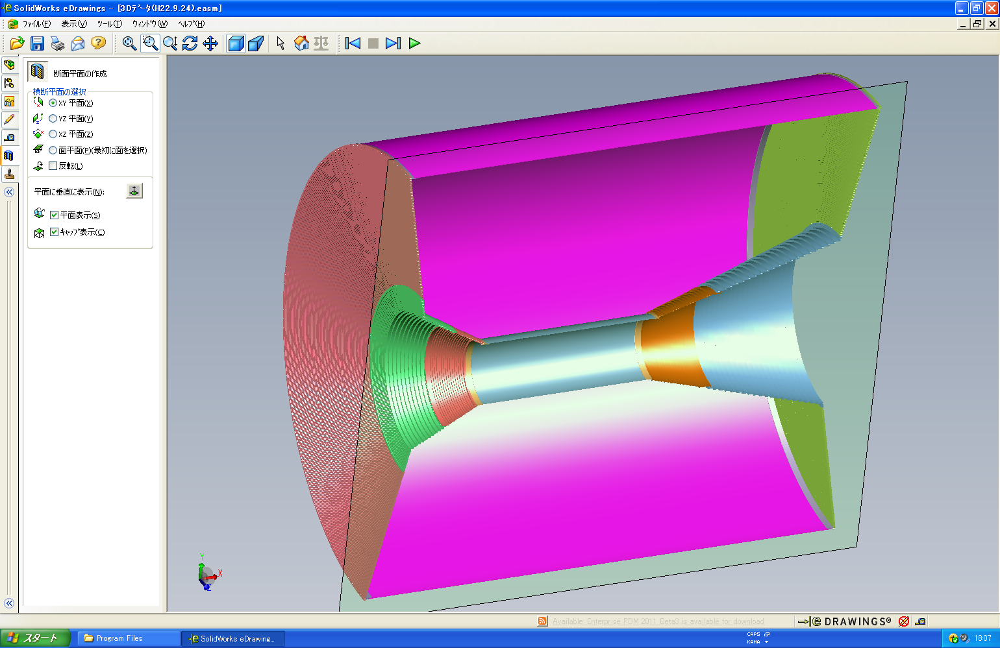 SolidWorks eDrawings - [3Dﾃﾞｰﾀ(H22.9.24).easm]
ﾌｧｲﾙ(F) 表示(V) ﾂｰﾙ(T) ｳｨﾝﾄﾞｳ(W) ﾍﾙﾌﾟ(H)
断面平面の作成
横断平面の選択
XY 平面(X)
YZ 平面(Y)
XZ 平面(Z)
面平面(P)(最初に面を選択)
反転(L)
平面に垂直に表示(N):
平面表示(S)
ｷｬｯﾌﾟ表示(C)
Y
X
Z
Available: Enterprise PDM 2011 Beta3 is available for download
e DRAWINGS®
スタート
Program Files
SolidWorks eDrawing...
CAPS
KANA
18:07